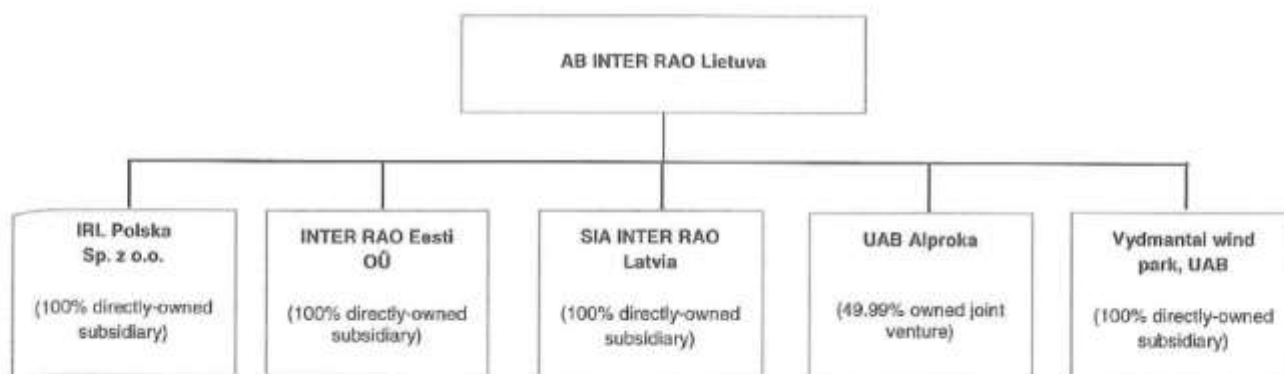 AB INTER RAO Lietuva
IRL Polska
Sp. z o.o.
(100% directly-owned
subsidiary)
INTER RAO Eesti
OÜ
(100% directly-owned
subsidiary)
SIA INTER RAO
Latvia
(100% directly-owned
subsidiary)
UAB Alproka
(49.99% owned joint
venture)
Vydmantai wind
park, UAB
(100% directly-owned
subsidiary)